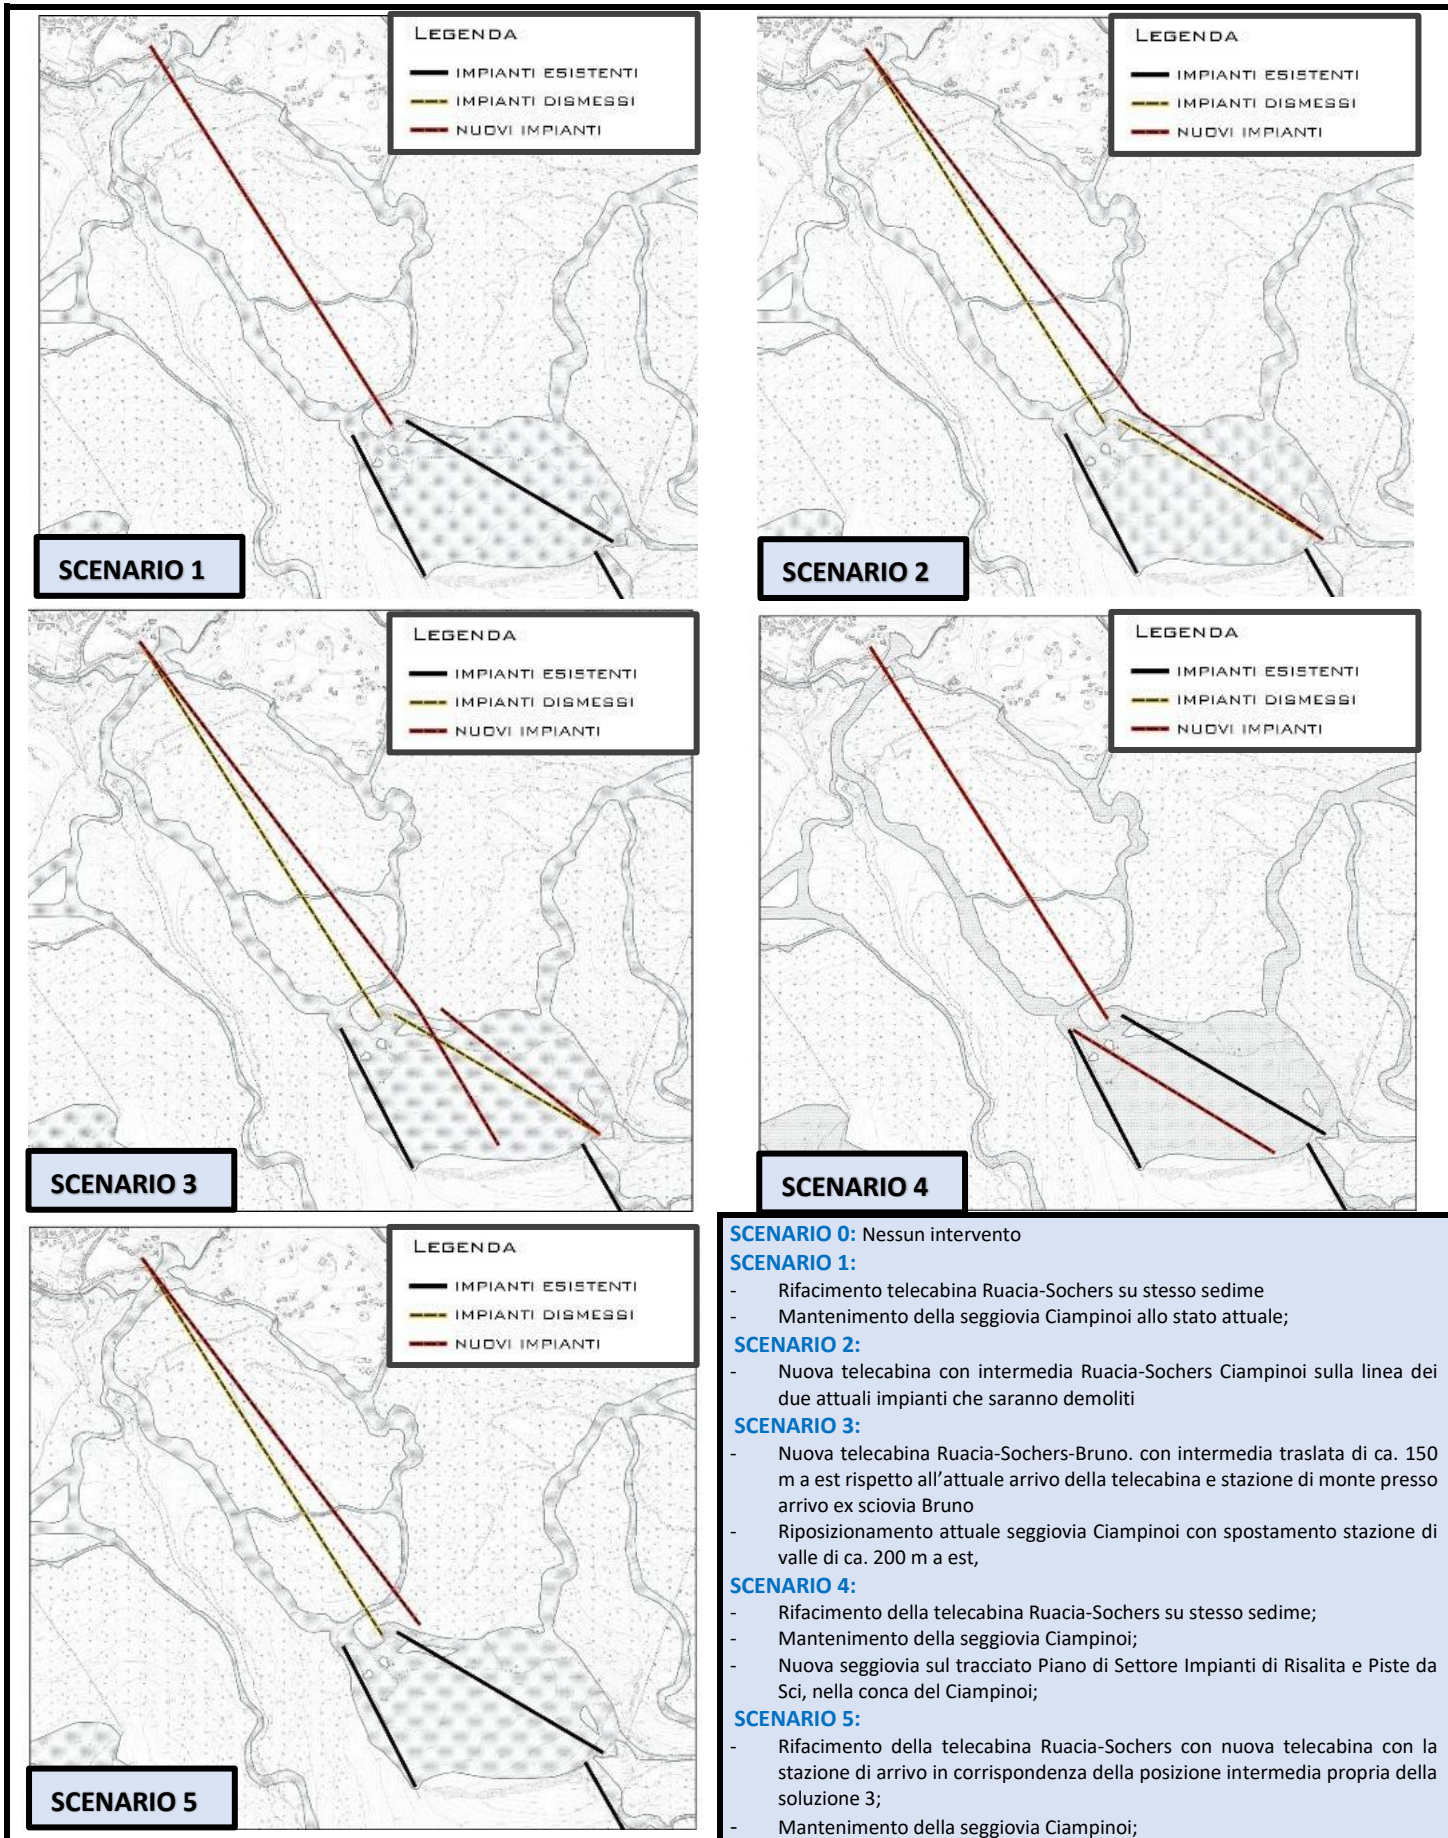 LEGENDA
IMPIANTI ESISTENTI
IMPIANTI DISMESSI
NUOVI IMPIANTI
SCENARIO 1
LEGENDA
IMPIANTI ESISTENTI
IMPIANTI DISMESSI
NUOVI IMPIANTI
SCENARIO 2
LEGENDA
IMPIANTI ESISTENTI
IMPIANTI DISMESSI
NUOVI IMPIANTI
SCENARIO 3
LEGENDA
IMPIANTI ESISTENTI
IMPIANTI DISMESSI
NUOVI IMPIANTI
SCENARIO 4
LEGENDA
IMPIANTI ESISTENTI
IMPIANTI DISMESSI
NUOVI IMPIANTI
SCENARIO 5
SCENARIO 0: Nessun intervento
SCENARIO 1:
- Rifacimento telecabina Ruacia-Sochers su stesso sedime
- Mantenimento della seggiovia Ciampinoi allo stato attuale;
SCENARIO 2:
- Nuova telecabina con intermedia Ruacia-Sochers Ciampinoi sulla linea dei
due attuali impianti che saranno demoliti
SCENARIO 3:
- Nuova telecabina Ruacia-Sochers-Bruno. con intermedia traslata di ca. 150
m a est rispetto all'attuale arrivo della telecabina e stazione di monte presso
arrivo ex sciovia Bruno
- Riposizionamento attuale seggiovia Ciampinoi con spostamento stazione di
valle di ca. 200 m a est,
SCENARIO 4:
- Rifacimento della telecabina Ruacia-Sochers su stesso sedime;
- Mantenimento della seggiovia Ciampinoi;
- Nuova seggiovia sul tracciato Piano di Settore Impianti di Risalita e Piste da
Sci, nella conca del Ciampinoi;
SCENARIO 5:
- Rifacimento della telecabina Ruacia-Sochers con nuova telecabina con la
stazione di arrivo in corrispondenza della posizione intermedia propria della
soluzione 3;
- Mantenimento della seggiovia Ciampinoi;